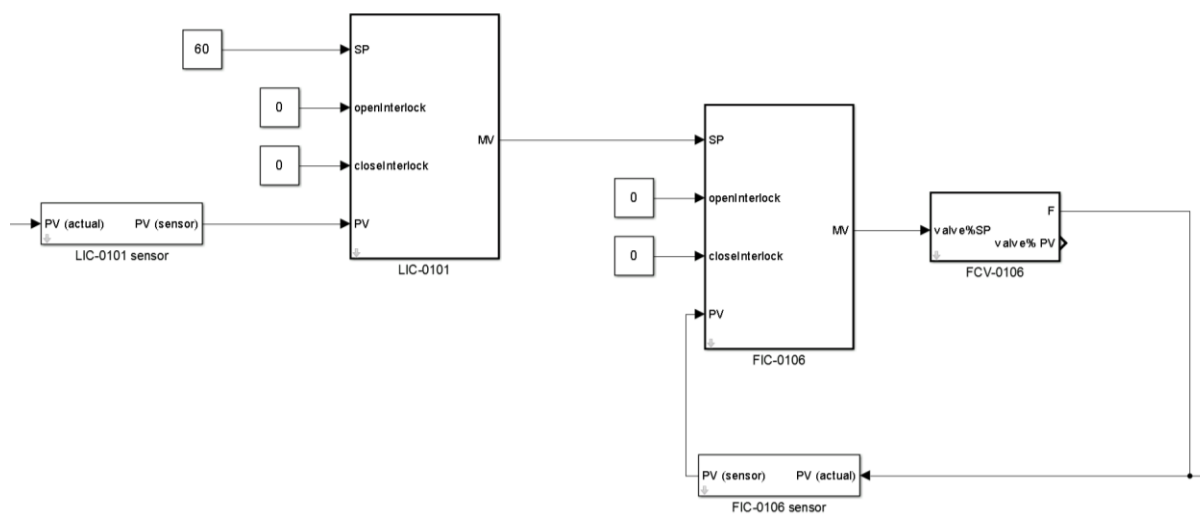 60
SP
0
openInterlock
MV
0
closeInterlock
PV (actual)
PV (sensor)
PV
LIC-0101 sensor
LIC-0101
SP
0
openInterlock
MV
0
closeInterlock
PV
FIC-0106
F
valve%SP
valve% PV
FCV-0106
PV (sensor)
PV (actual)
FIC-0106 sensor